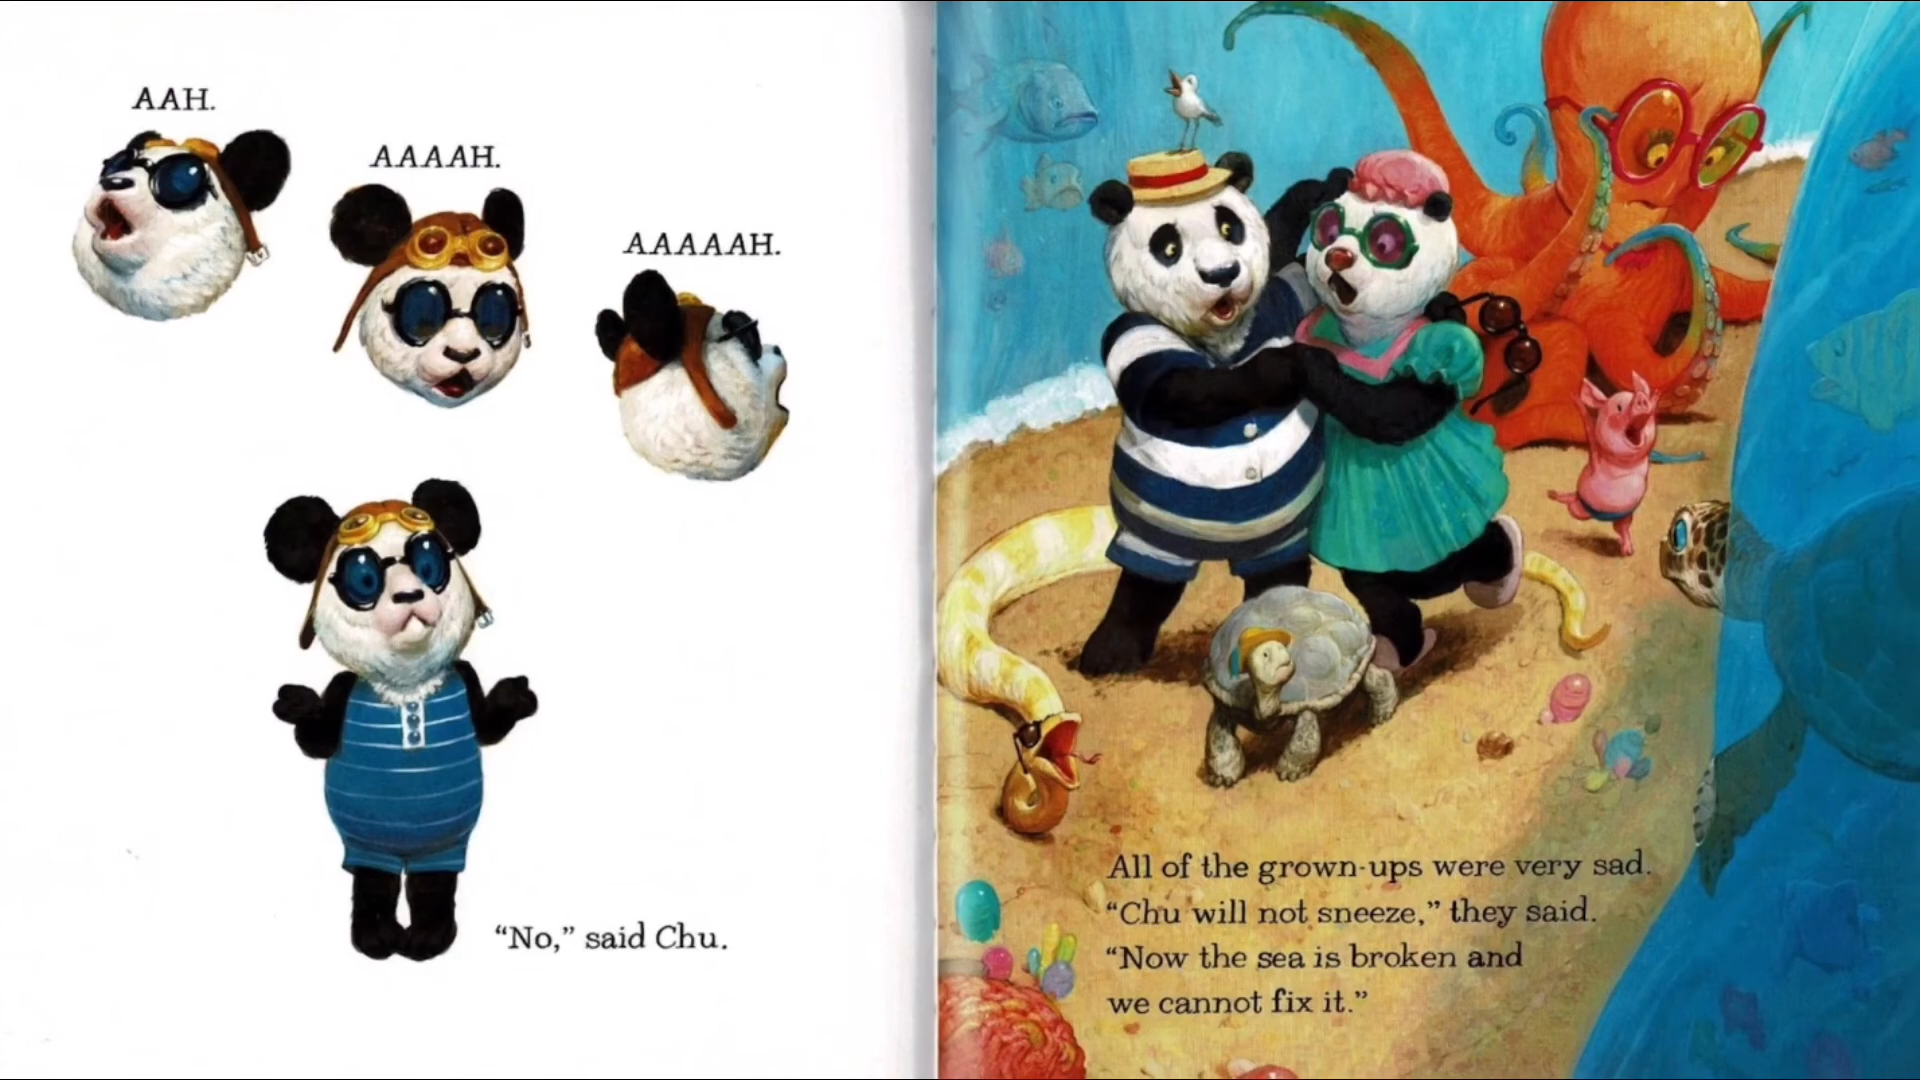 AAH.
AAAAH.
AAAAAH.
“No,” said Chu.
All of the grown-ups were very sad.
“Chu will not sneeze,” they said.
“Now the sea is broken and
we cannot fix it.”